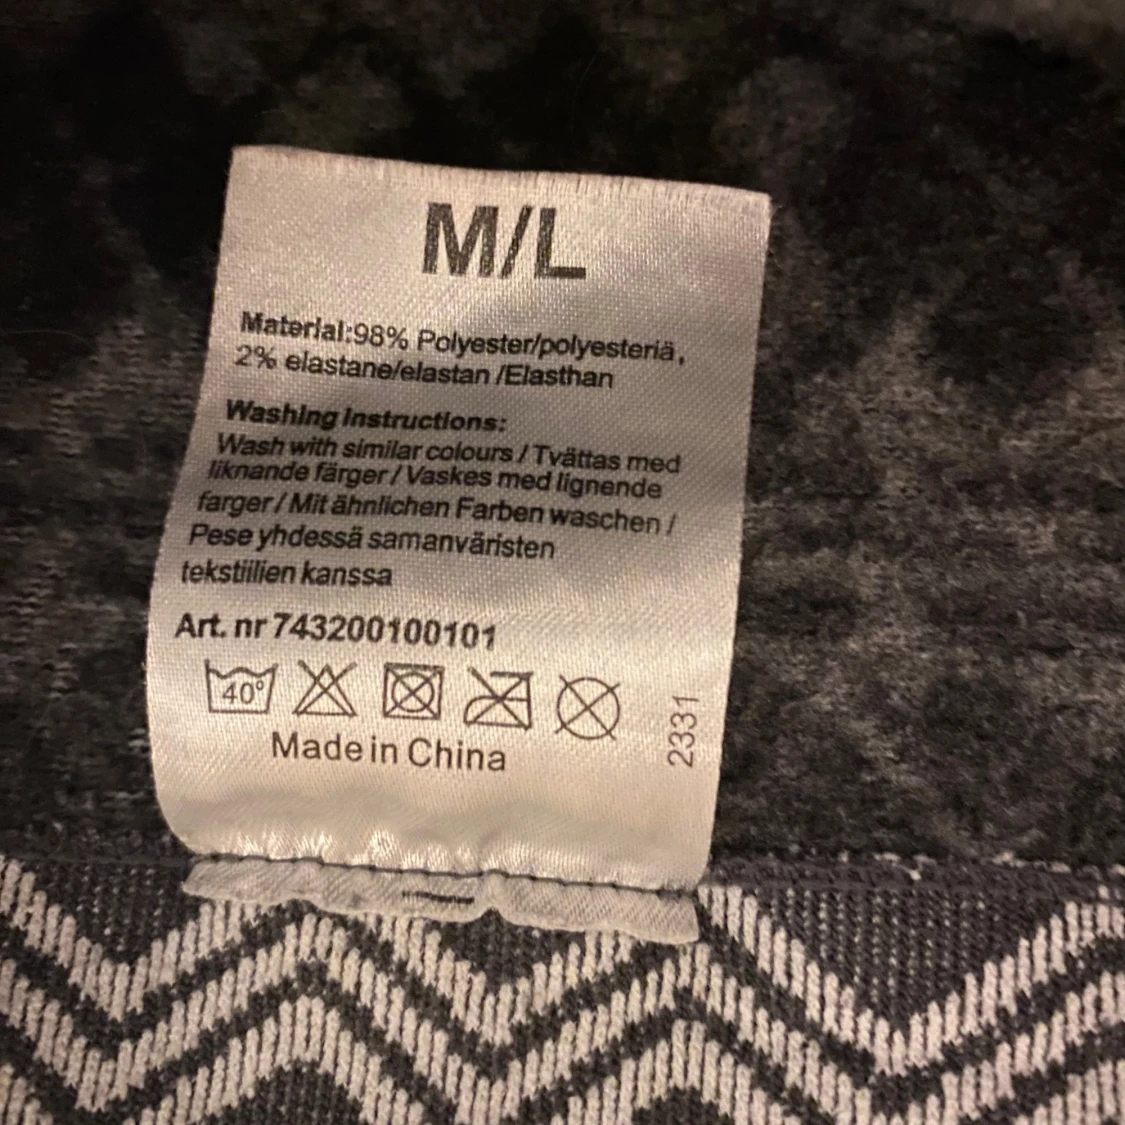 M/L
Material:98% Polyester/polyesteriä,
2% elastane/elastan /Elasthan
Washing Instructions:
Wash with similar colours / Tvättas med
liknande färger / Vaskes med lignende
farger / Mit ähnlichen Farben waschen /
Pese yhdessä samanväristen
tekstiilien kanssa
Art. nr 743200100101
40°
Made in China
2331